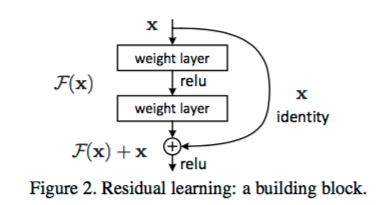 x
weight layer
F(x)
relu
weight layer
x
identity
F(x) + x
relu
Figure 2. Residual learning: a building block.